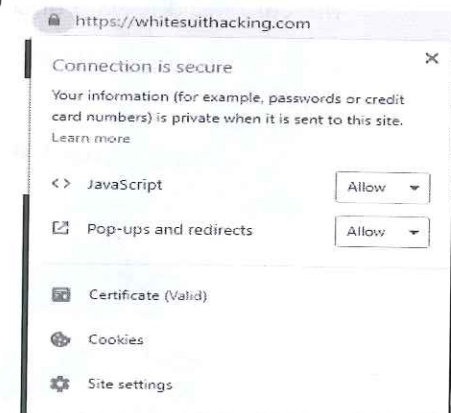 https://whitesuithacking.com
Connection is secure
Your information (for example, passwords or credit
card numbers) is private when it is sent to this site.
Learn more
<> JavaScript Allow
Pop-ups and redirects Allow
Certificate (Valid)
Cookies
Site settings